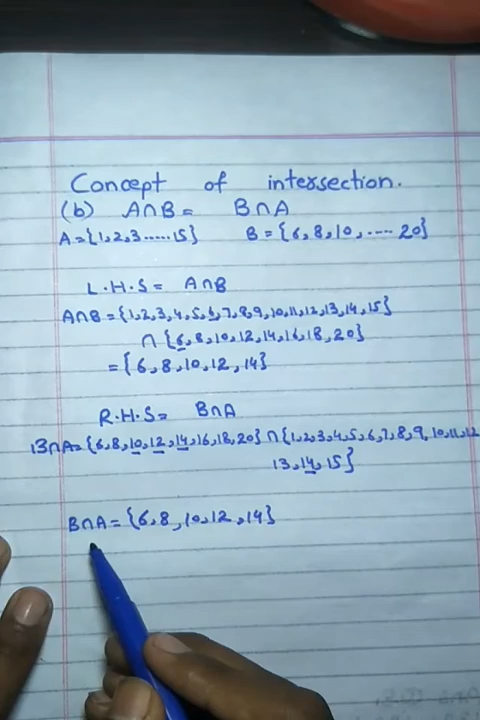 Concept of intersection.
(b) A∩B = B∩A
A={1,2,3.....15} B={6,8,10,.....20}
L.H.S = A∩B
A∩B={1,2,3,4,5,6,7,8,9,10,11,12,13,14,15}
∩ {6,8,10,12,14,16,18,20}
={6,8,10,12,14}
R.H.S= B∩A
B∩A={6,8,10,12,14,16,18,20}∩{1,2,3,4,5,6,7,8,9,10,11,12
13,14,15}
B∩A={6,8,10,12,14}